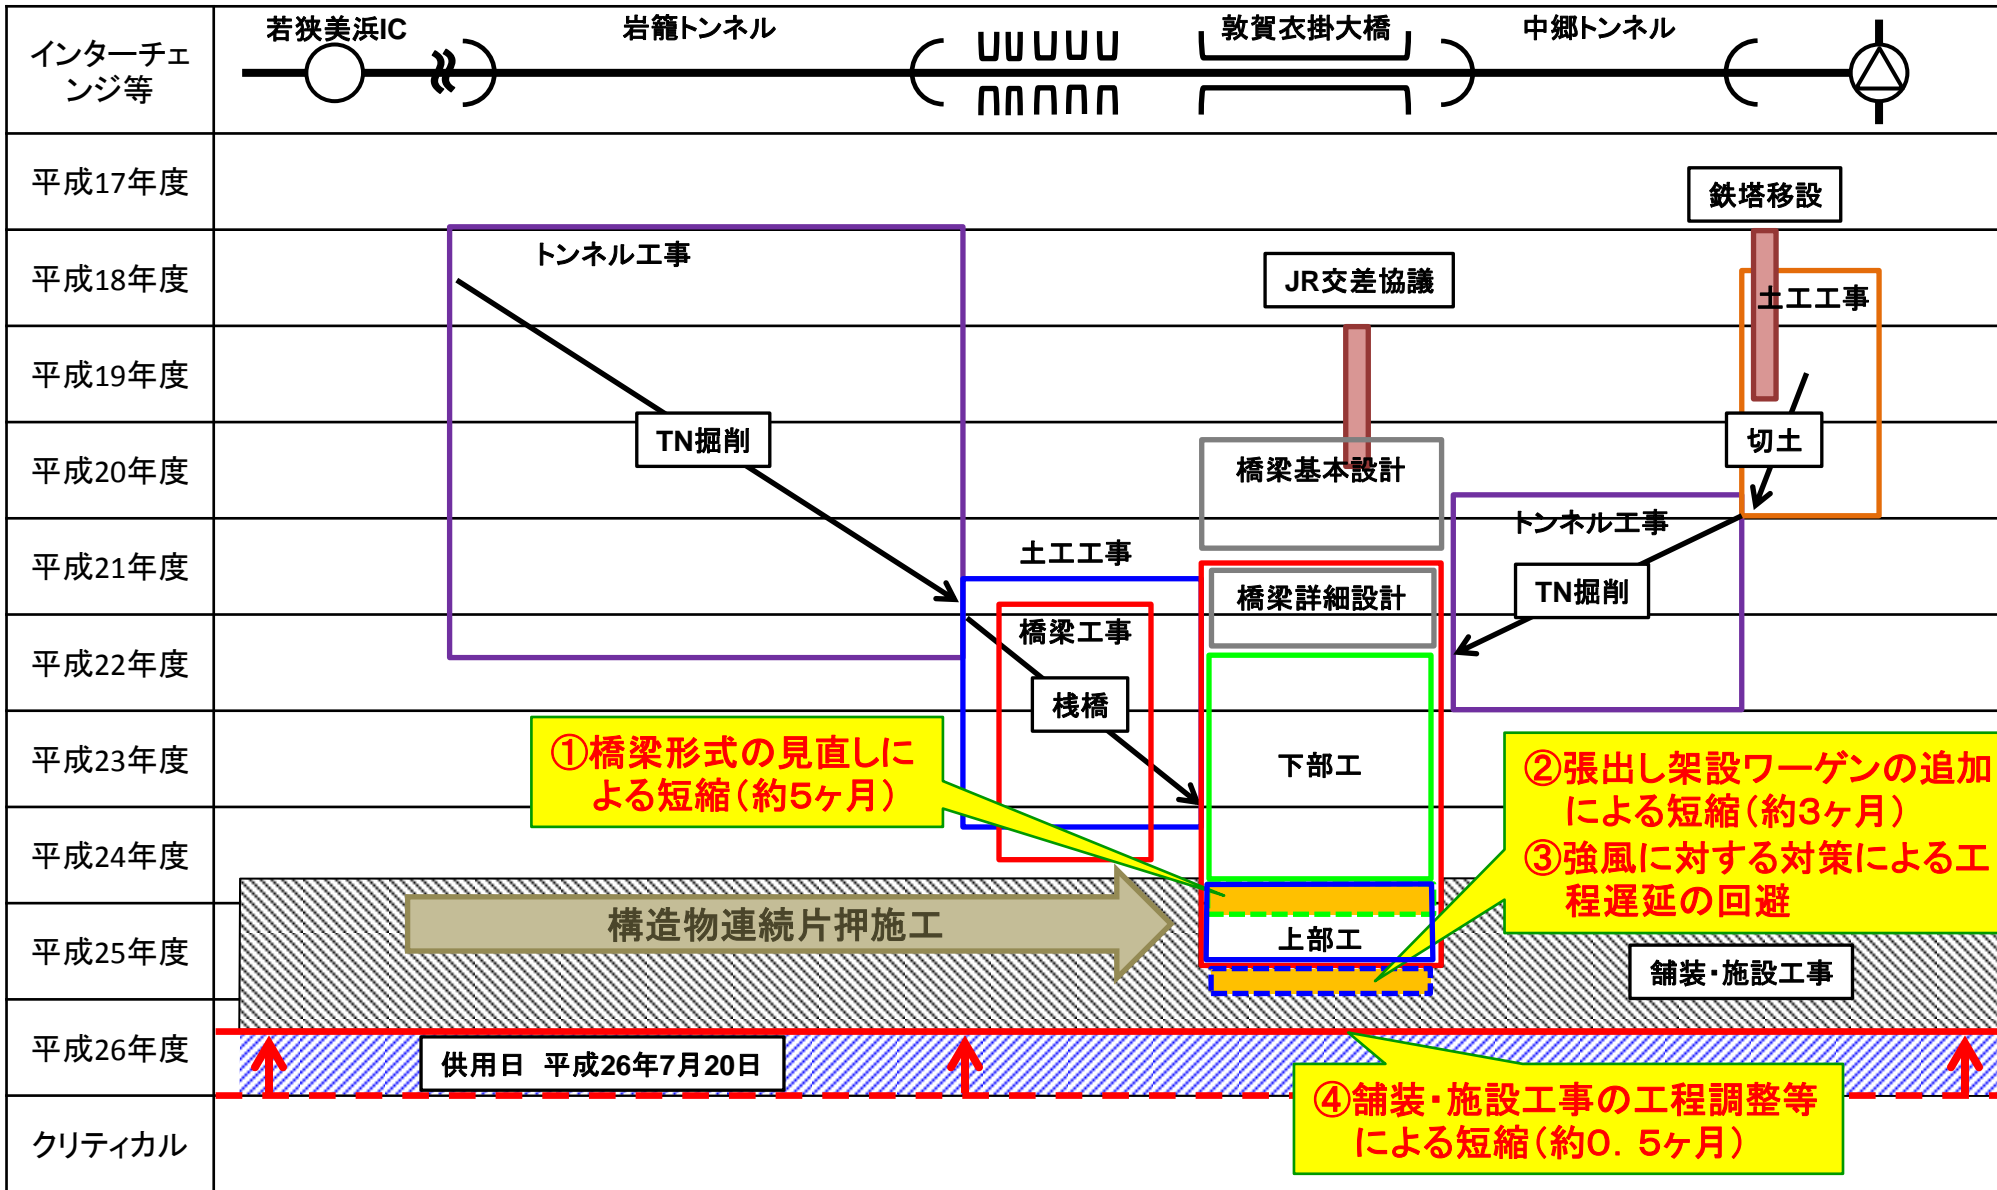 インターチェ
ンジ等
若狭美浜IC
岩籠トンネル
敦賀衣掛大橋
中郷トンネル
平成17年度
鉄塔移設
平成18年度
トンネル工事
JR交差協議
土工工事
平成19年度
平成20年度
TN掘削
橋梁基本設計
切土
平成21年度
土工工事
橋梁詳細設計
トンネル工事
TN掘削
平成22年度
橋梁工事
桟橋
平成23年度
①橋梁形式の見直しに
よる短縮（約5ヶ月）
下部工
②張出し架設ワーゲンの追加
による短縮（約3ヶ月）
③強風に対する対策による工
程遅延の回避
平成24年度
平成25年度
構造物連続片押施工
上部工
舗装・施設工事
平成26年度
供用日 平成26年7月20日
④舗装・施設工事の工程調整等
による短縮（約0．5ヶ月）
クリティカル